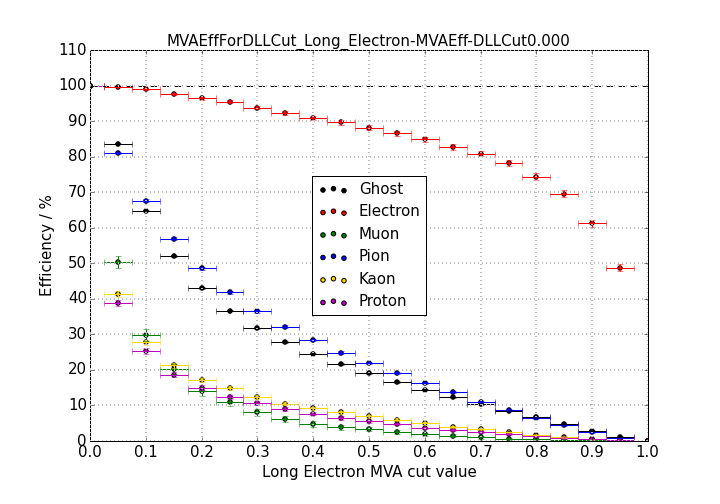 MVAEffForDLLCut_Long_Electron-MVAEff-DLLCut0.000
110
100
90
80
70
60
50
40
30
20
10
0
Efficiency / %
Ghost
Electron
Muon
Pion
Kaon
Proton
0.0 0.1 0.2 0.3 0.4 0.5 0.6 0.7 0.8 0.9 1.0
Long Electron MVA cut value